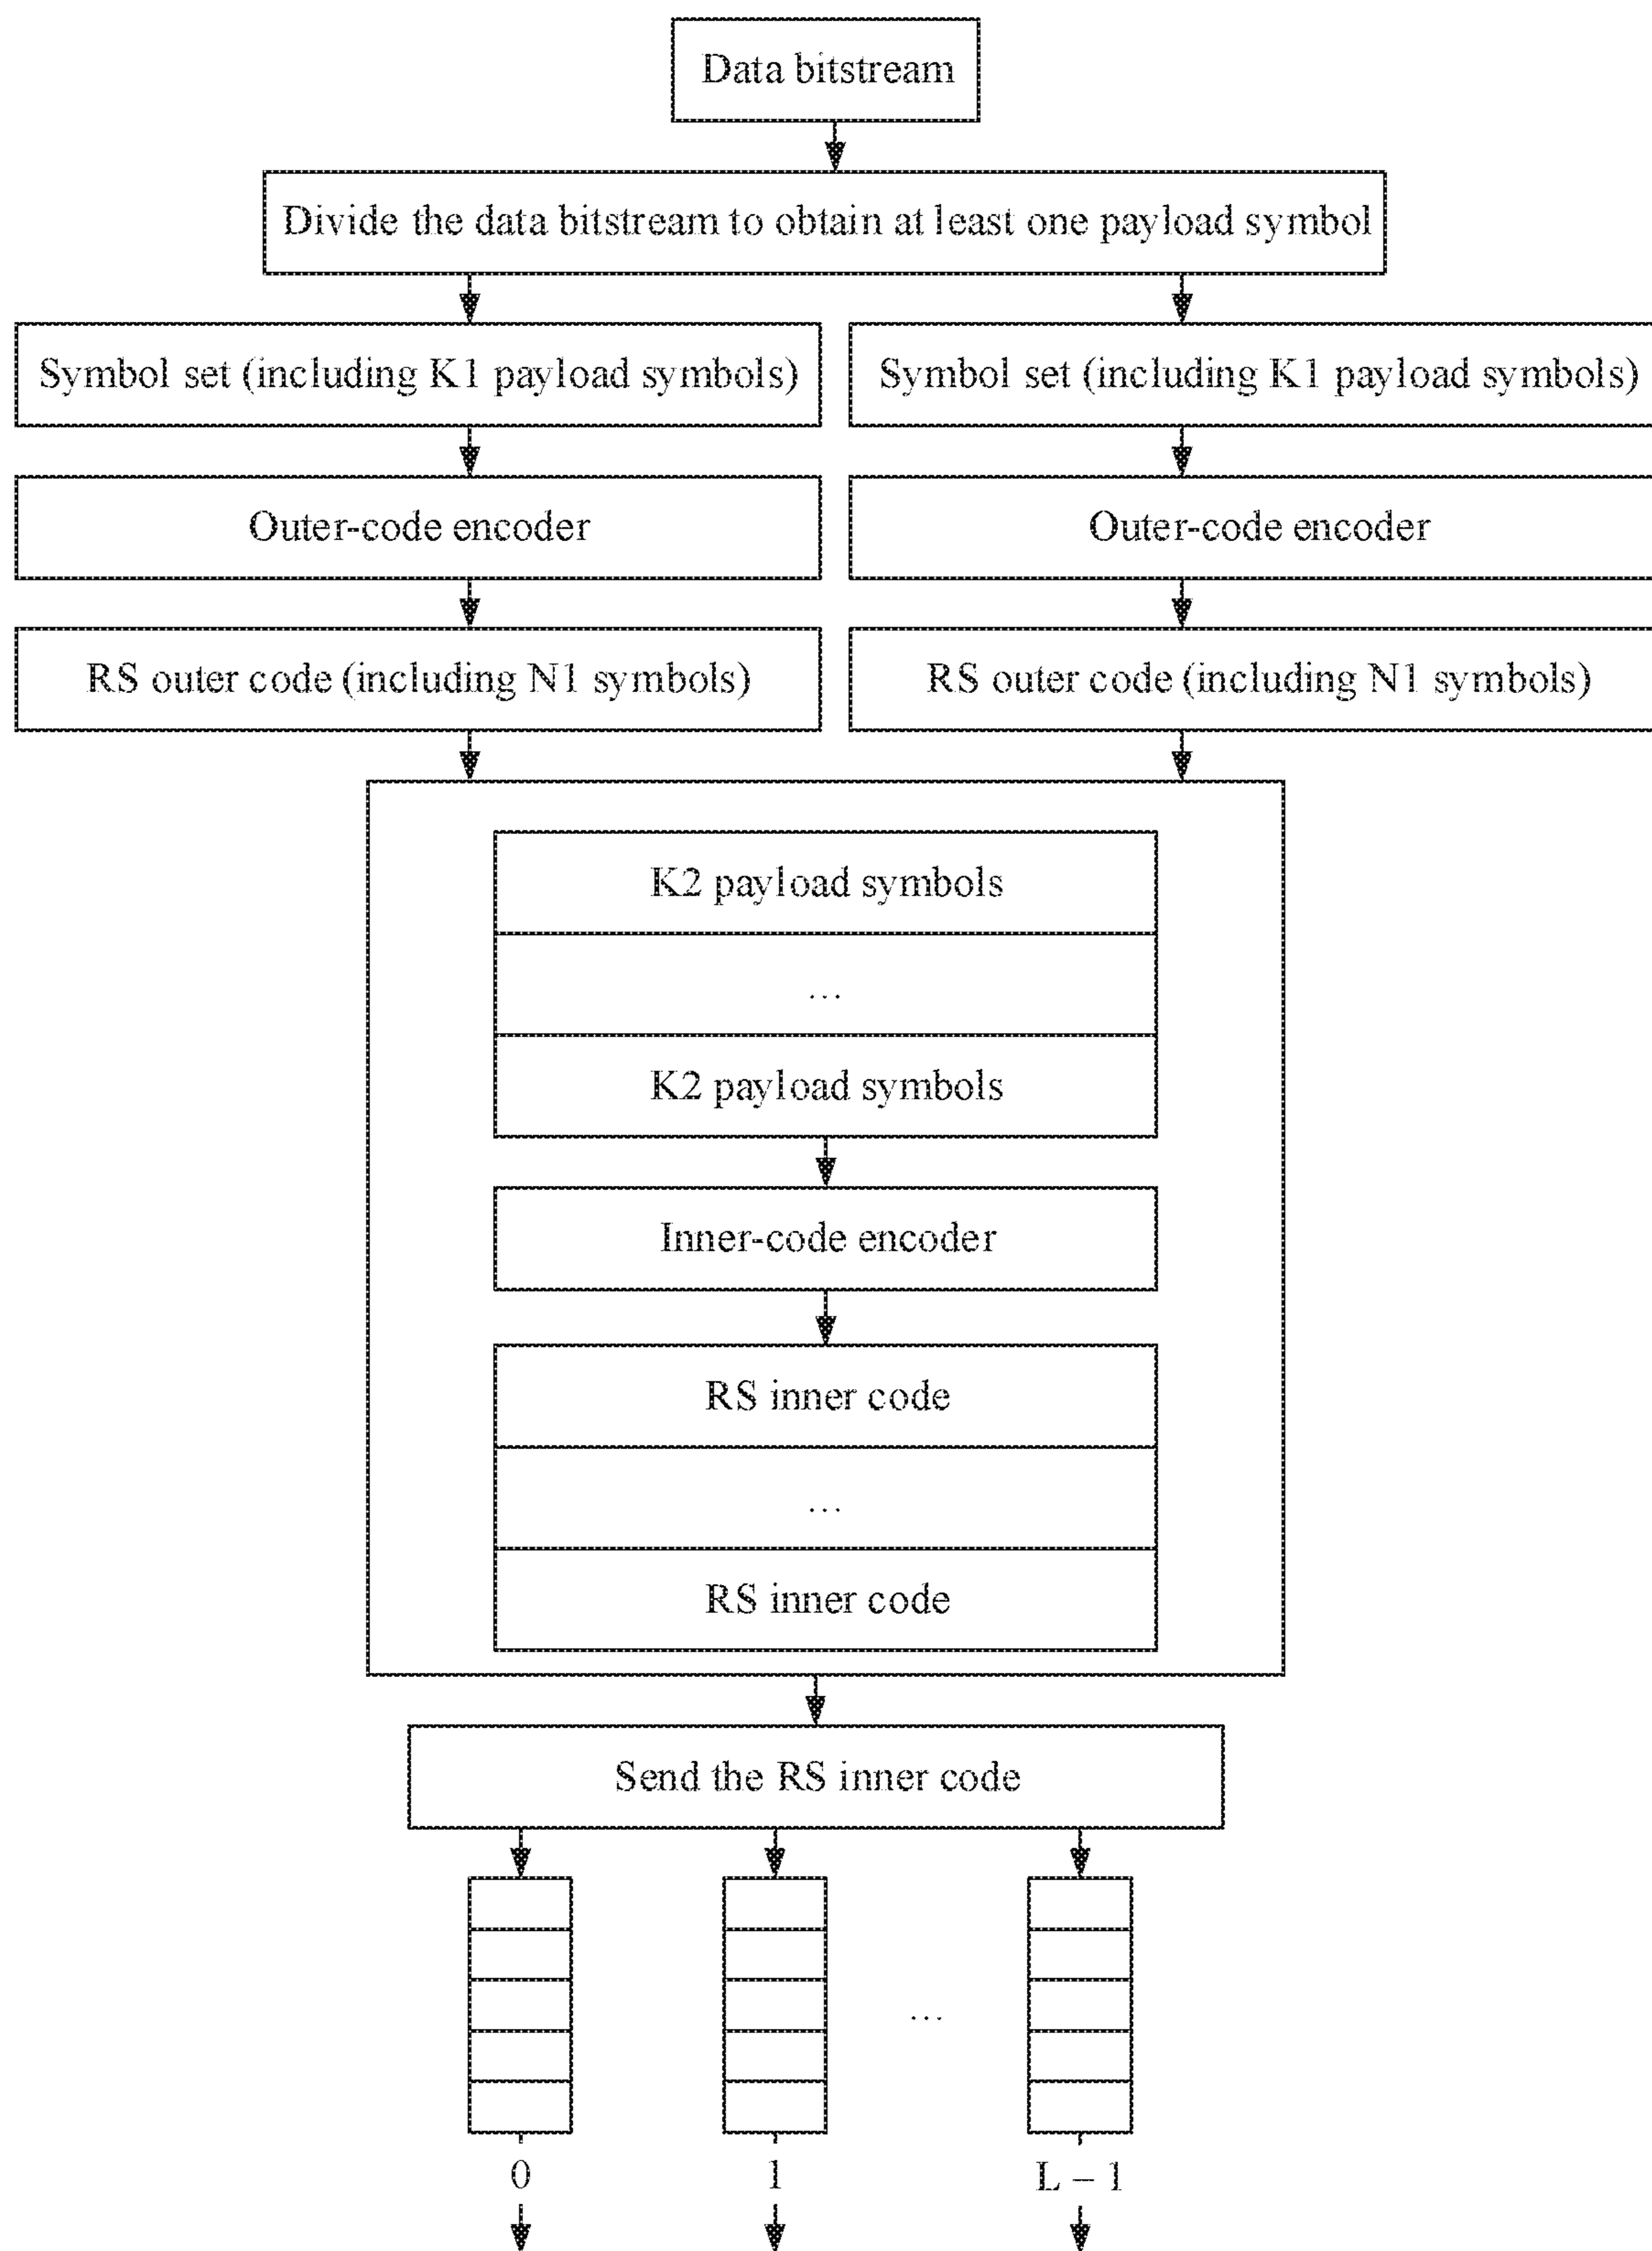 Data bitstream
Divide the data bitstream to obtain at least one payload symbol
Symbol set (including K1 payload symbols)
Symbol set (including K1 payload symbols)
Outer-code encoder
Outer-code encoder
RS outer code (including N1 symbols)
RS outer code (including N1 symbols)
K2 payload symbols
...
K2 payload symbols
Inner-code encoder
RS inner code
...
RS inner code
Send the RS inner code
...
0
1
L – 1